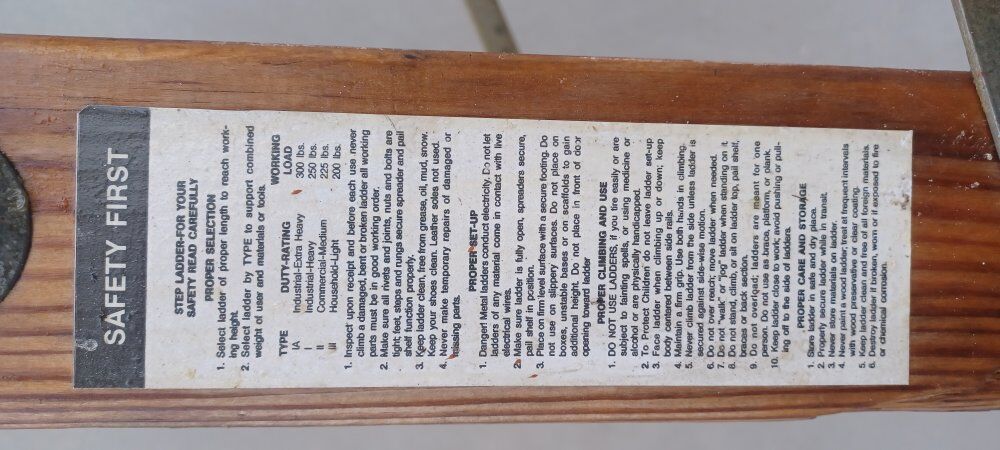 SAFETY FIRST
STEP LADDER-FOR YOUR
SAFETY READ CAREFULLY
PROPER SELECTION
1. Select ladder of proper length to reach work-
ing height.
2. Select ladder by TYPE to support combined
weight of user and materials or tools.
TYPE DUTY-RATING WORKING LOAD
IA Industrial-Extra Heavy 300 lbs.
I Industrial-Heavy 250 lbs.
II Commercial-Medium 225 lbs.
III Household-Light 200 lbs.
1. Inspect upon receipt and before each use never
climb a damaged, bent or broken ladder all working
parts must be in good working order.
2. Make sure all rivets and joints, nuts and bolts are
tight; feet, steps and rungs secure spreader and pail
shelf function properly.
3. Keep ladder clean, free from grease, oil, mud, snow.
Keep your shoes clean. Leather soles not used.
4. Never make temporary repairs of damaged or
missing parts.
PROPER SET-UP
1. Danger! Metal ladders conduct electricity. Do not let
ladders of any material come in contact with live
electrical wires.
2. Make sure ladder is fully open, spreaders secure,
pail shelf in position.
3. Place on firm level surface with a secure footing. Do
not use on slippery surfaces. Do not place on
boxes, unstable bases or on scaffolds to gain
additional height. Do not place in front of door
opening toward ladder
PROPER CLIMBING AND USE
1. DO NOT USE LADDERS if you tire easily or are
subject to fainting spells, or using medicine or
alcohol or are physically handicapped.
2. To Protect Children do not leave ladder set-up
3. Face ladder when climbing up or down; keep
body centered between side rails.
4. Maintain a firm grip. Use both hands in climbing.
5. Never climb ladder from the side unless ladder is
secured against side-wise motion.
6. Do not over reach; move ladder when needed.
7. Do not "walk" or "jog" ladder when standing on it
8. Do not stand, climb, or sit on ladder top, pail shelf,
braces or back section.
9. Do not overload: ladders are meant for one
person. Do not use as brace, platform, or plank.
10. Keep ladder close to work; avoid pushing or pull-
ing off to the side of ladders.
PROPER CARE AND STORAGE
1. Store ladder in safe and dry place.
2. Properly secure ladder while in transit.
3. Never store materials on ladder.
4. Never paint wood ladder; treat at frequent intervals
with wood preservative or clear coating.
5. Keep ladder clean and free of all foreign materials.
6. Destroy ladder if broken, worn or if exposed to fire
or chemical corrosion.